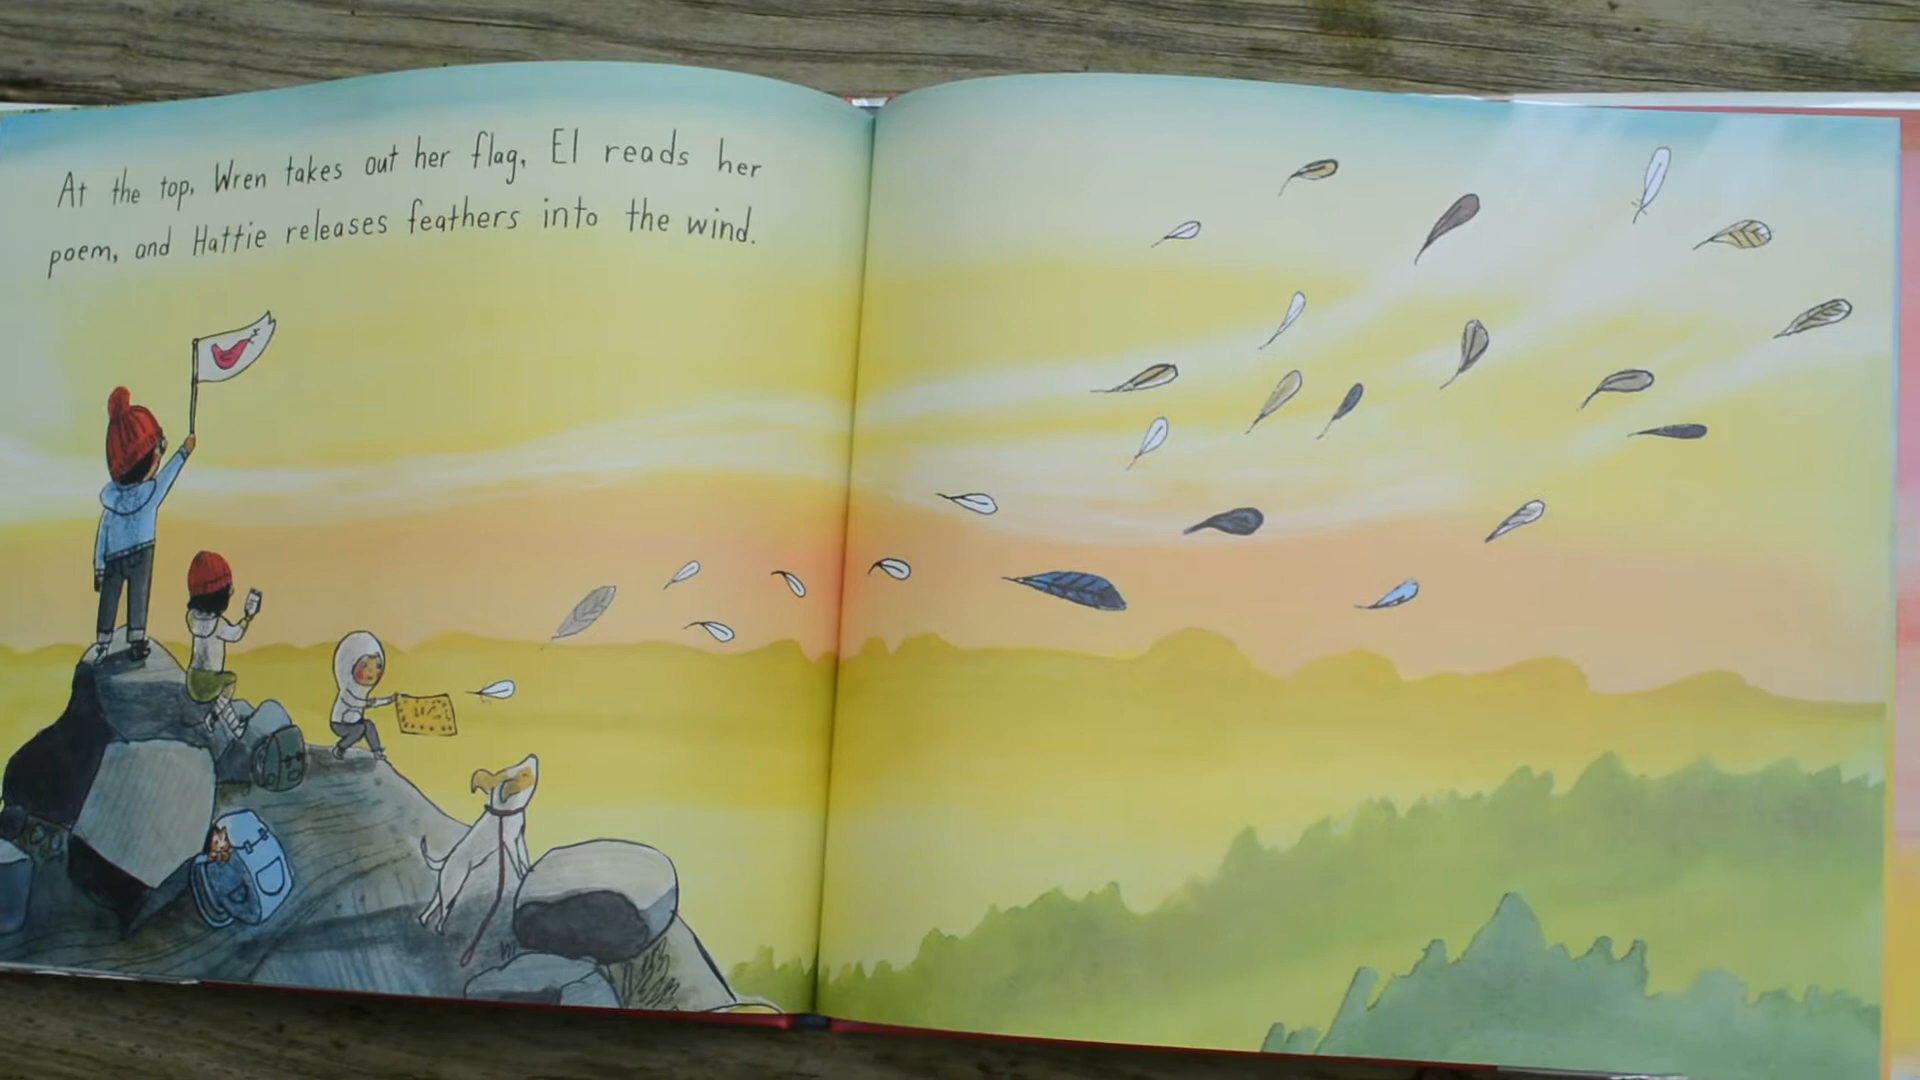 At the top, Wren takes out her flag, El reads her
poem, and Hattie releases feathers into the wind.